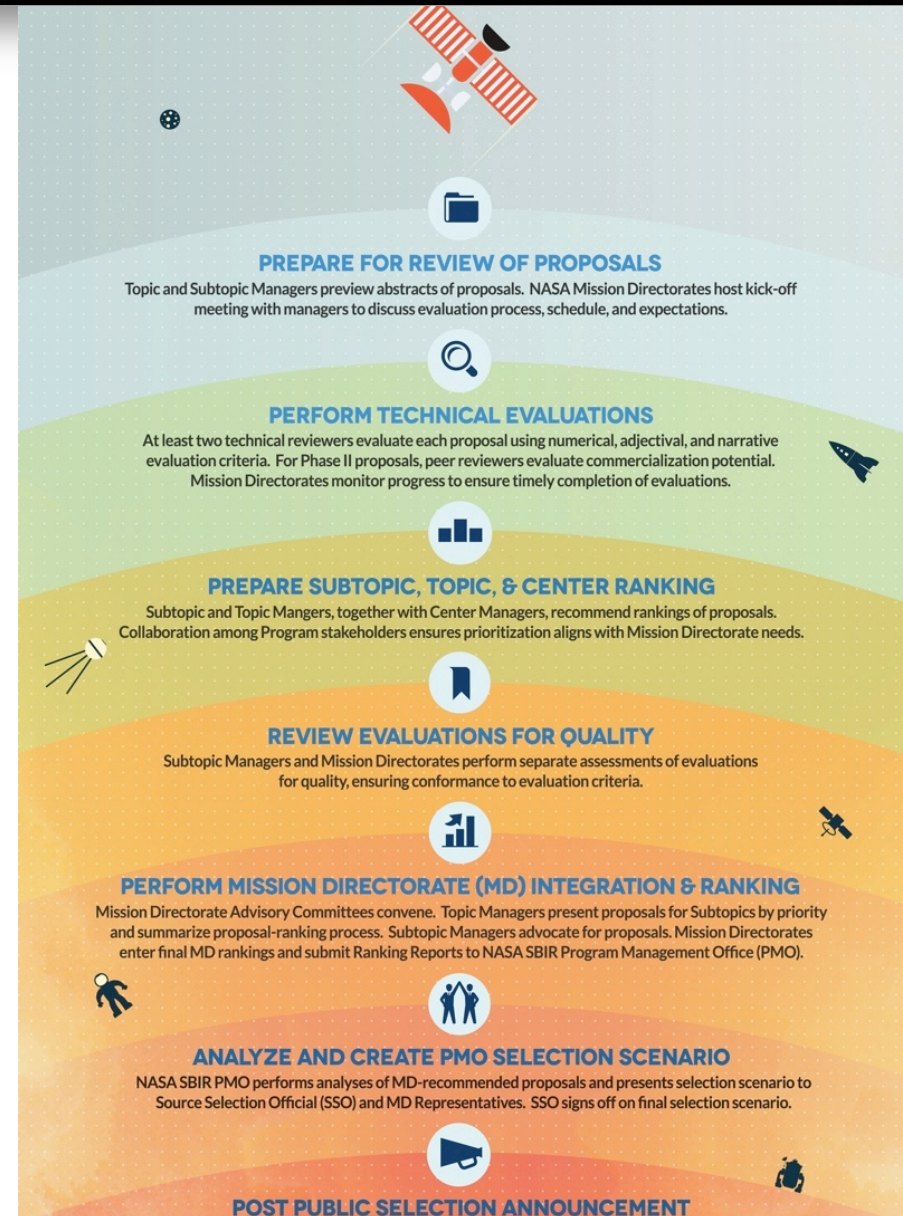 PREPARE FOR REVIEW OF PROPOSALS
Topic and Subtopic Managers preview abstracts of proposals. NASA Mission Directorates host kick-off
meeting with managers to discuss evaluation process, schedule, and expectations.
PERFORM TECHNICAL EVALUATIONS
At least two technical reviewers evaluate each proposal using numerical, adjectival, and narrative
evaluation criteria. For Phase II proposals, peer reviewers evaluate commercialization potential.
Mission Directorates monitor progress to ensure timely completion of evaluations.
PREPARE SUBTOPIC, TOPIC, & CENTER RANKING
Subtopic and Topic Mangers, together with Center Managers, recommend rankings of proposals.
Collaboration among Program stakeholders ensures prioritization aligns with Mission Directorate needs.
REVIEW EVALUATIONS FOR QUALITY
Subtopic Managers and Mission Directorates perform separate assessments of evaluations
for quality, ensuring conformance to evaluation criteria.
PERFORM MISSION DIRECTORATE (MD) INTEGRATION & RANKING
Mission Directorate Advisory Committees convene. Topic Managers present proposals for Subtopics by priority
and summarize proposal-ranking process. Subtopic Managers advocate for proposals. Mission Directorates
enter final MD rankings and submit Ranking Reports to NASA SBIR Program Management Office (PMO).
ANALYZE AND CREATE PMO SELECTION SCENARIO
NASA SBIR PMO performs analyses of MD-recommended proposals and presents selection scenario to
Source Selection Official (SSO) and MD Representatives. SSO signs off on final selection scenario.
POST PUBLIC SELECTION ANNOUNCEMENT